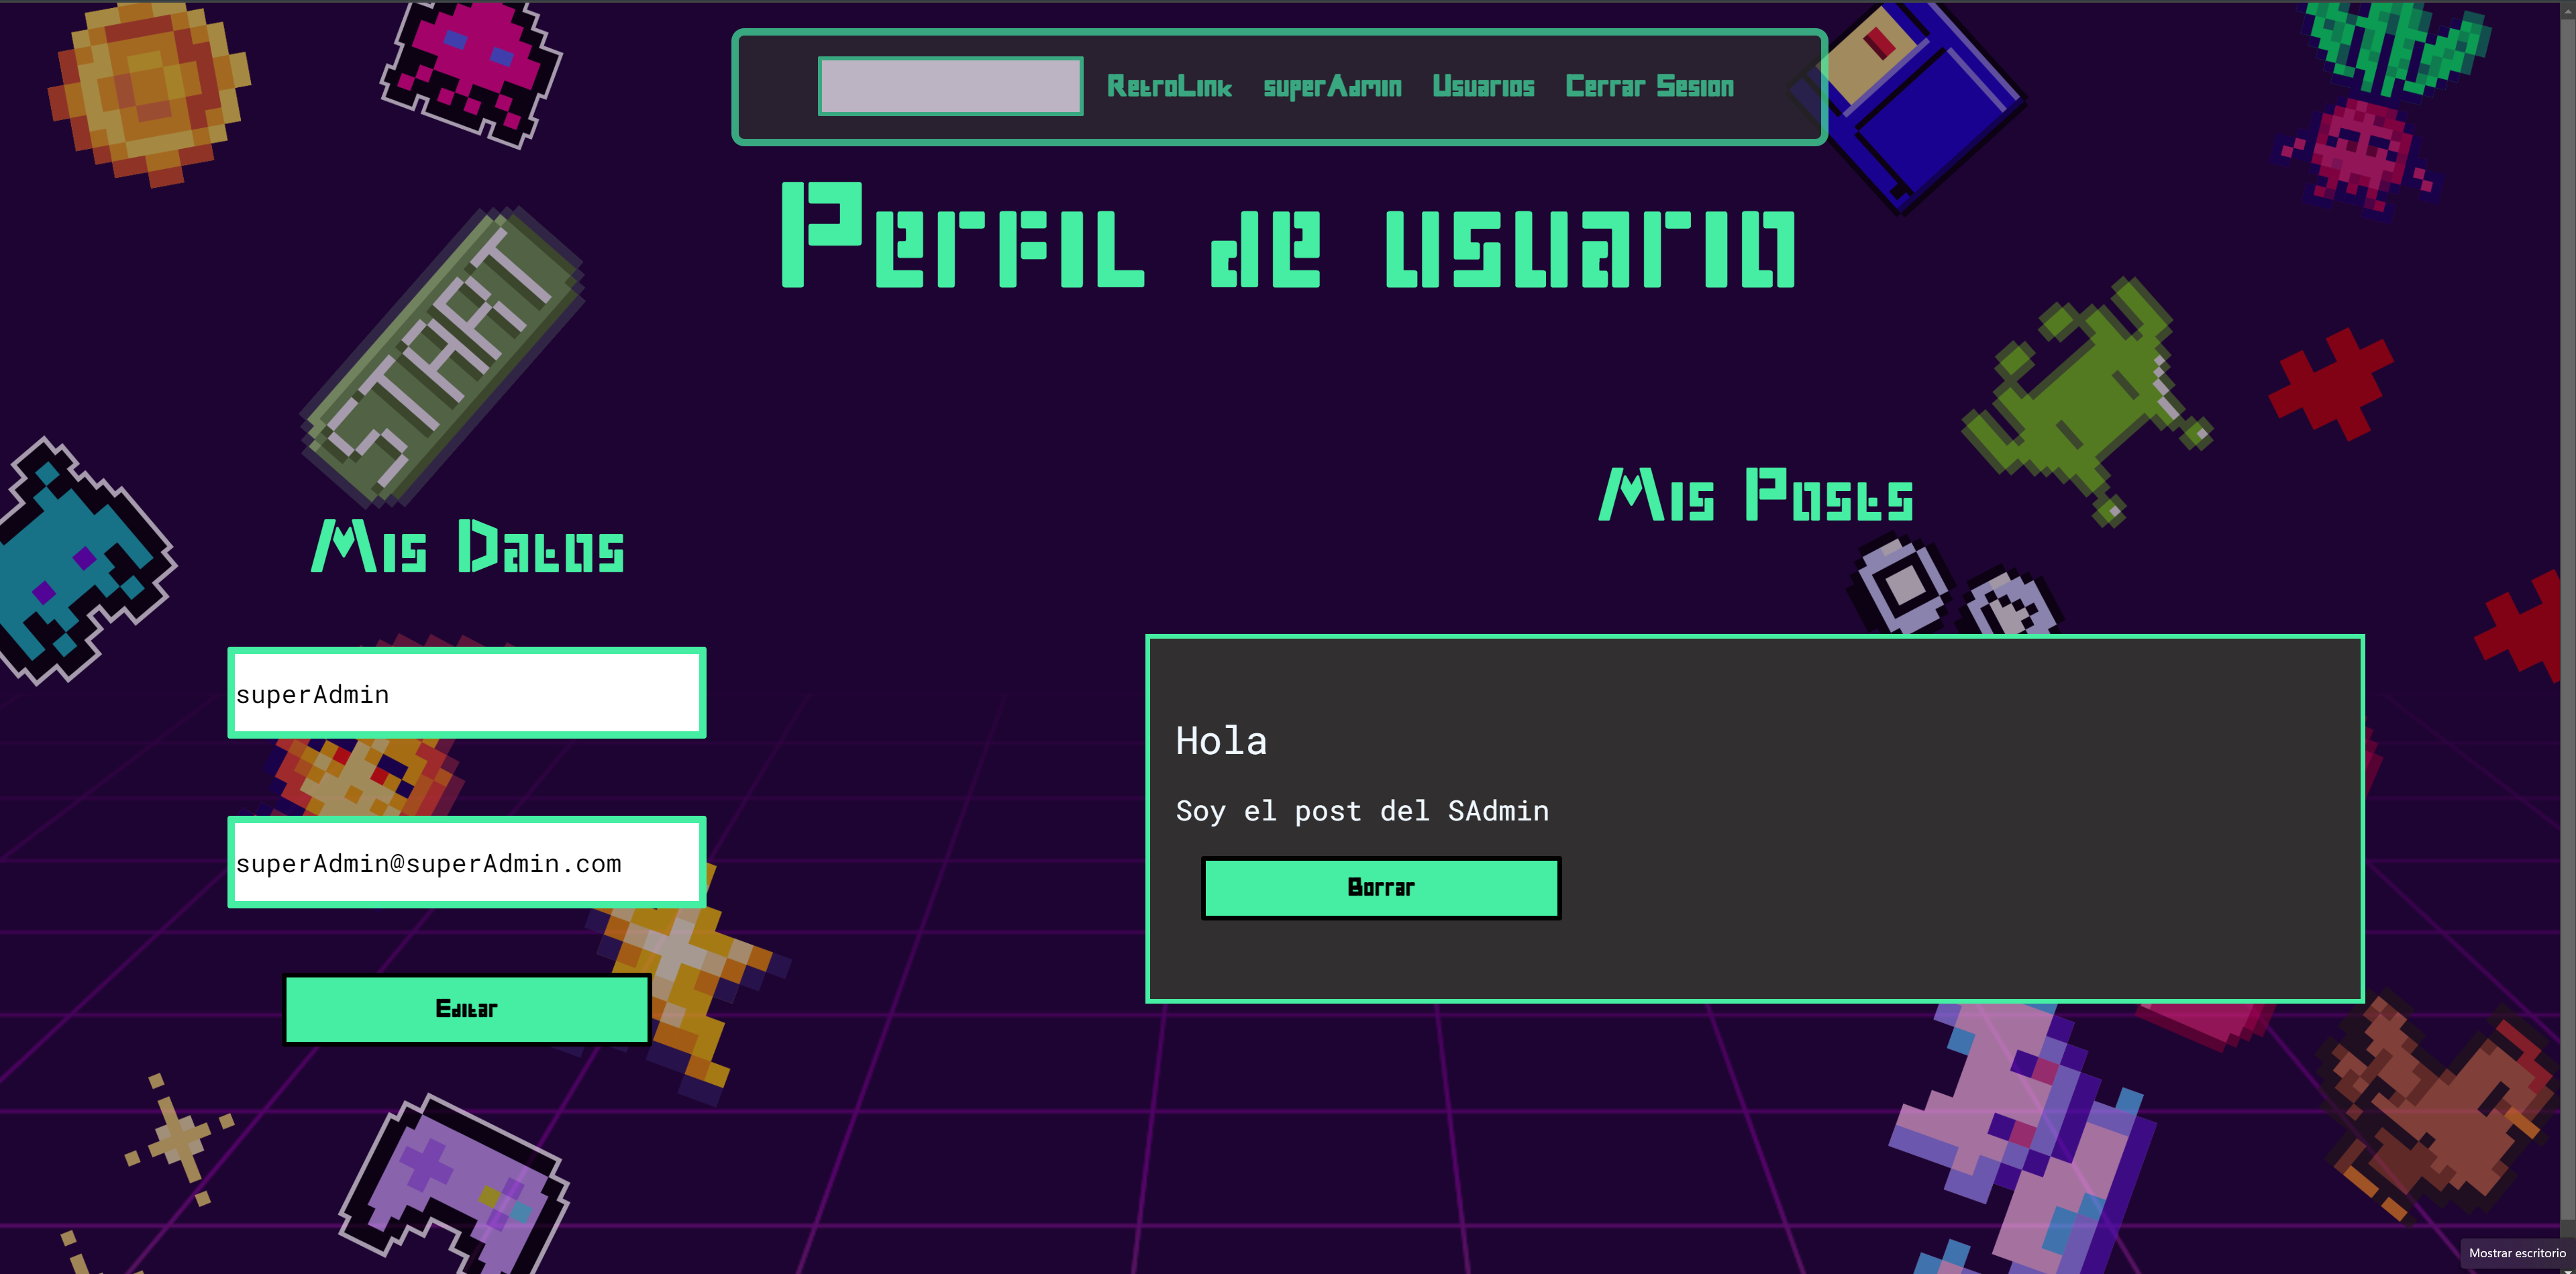 RetroLink superAdmin Usuarios Cerrar Sesion
Perfil de usuario
START
Mis Posts
Mis Datos
superAdmin
Hola
Soy el post del SAdmin
superAdmin@superAdmin.com
Borrar
Editar
Mostrar escritorio